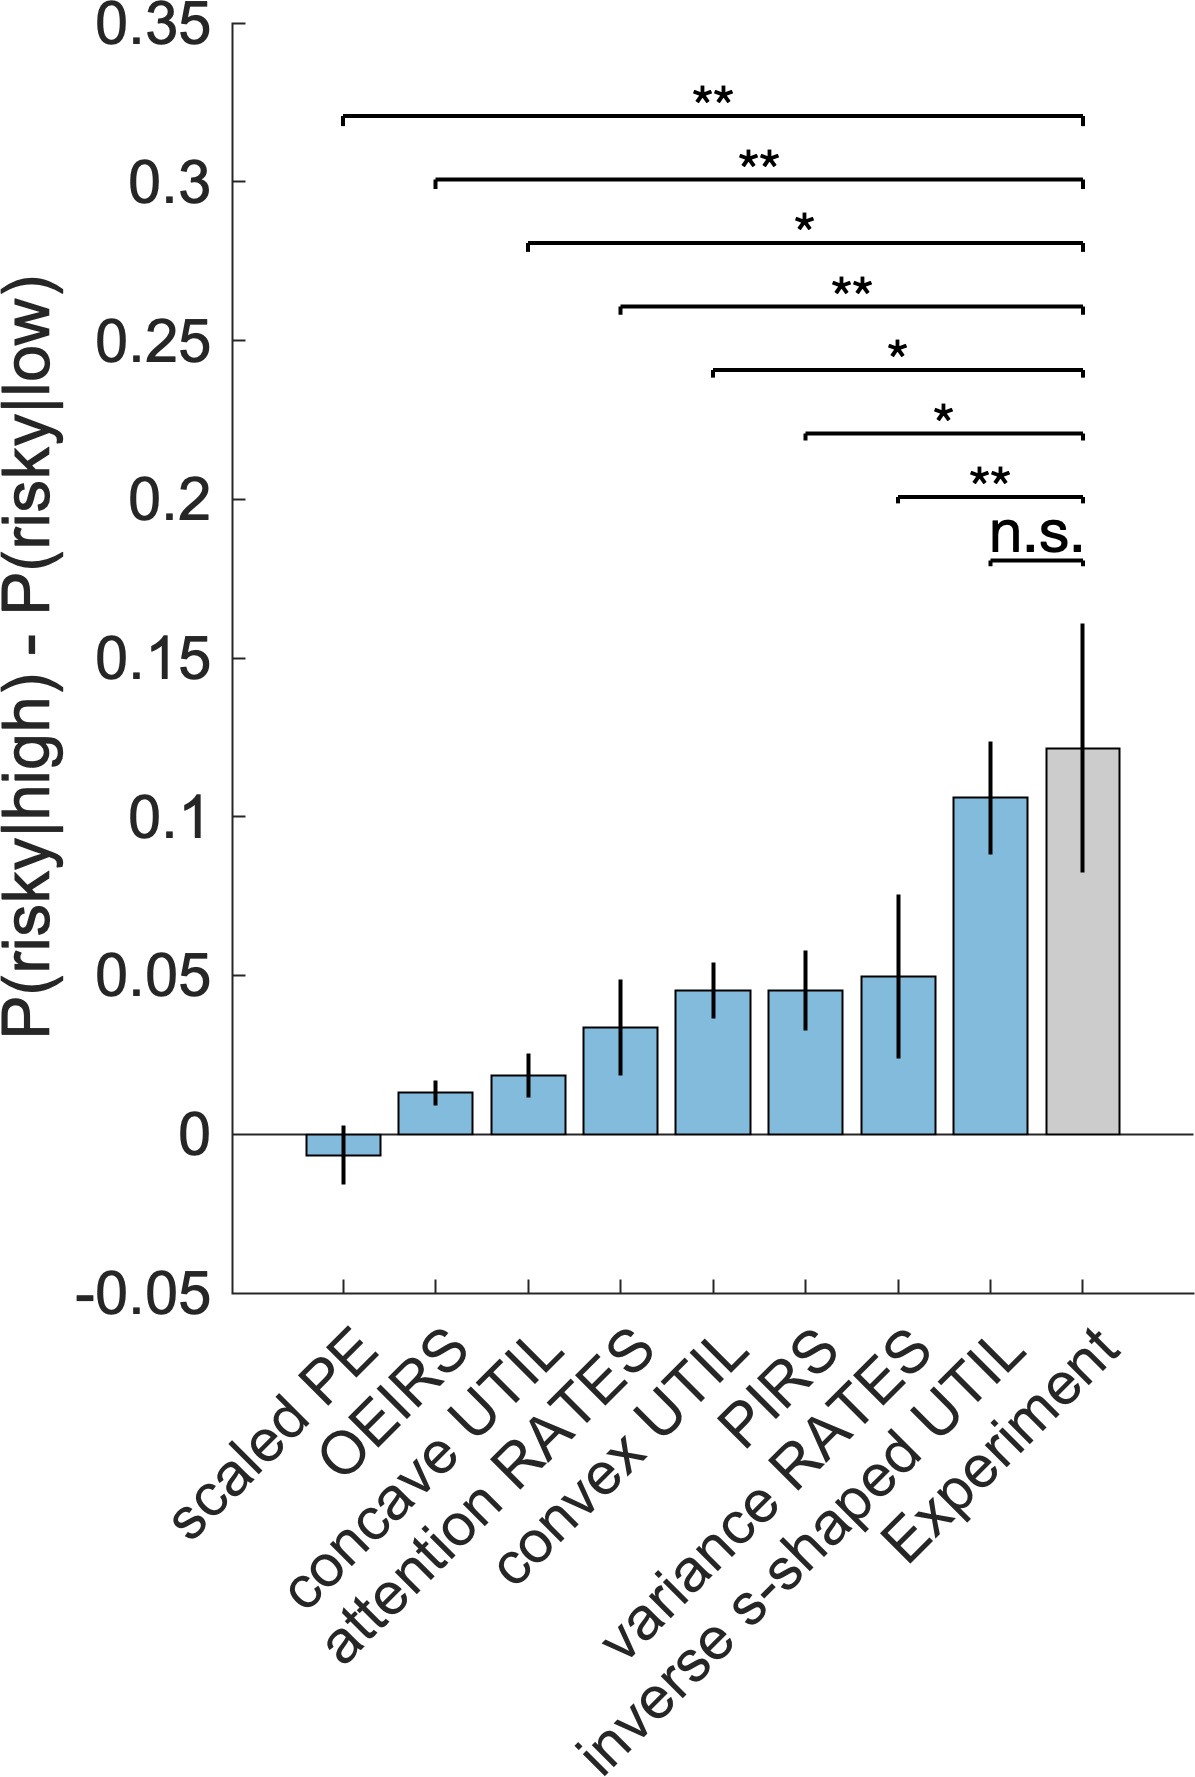 P(risky|high) - P(risky|low)
0.35
0.3
0.25
0.2
0.15
0.1
0.05
0
-0.05
**
**
*
**
*
*
**
n.s.
scaled PE
OEIRS
concave UTIL
attention RATES
convex UTIL
PIRS
variance RATES
inverse s-shaped UTIL
Experiment